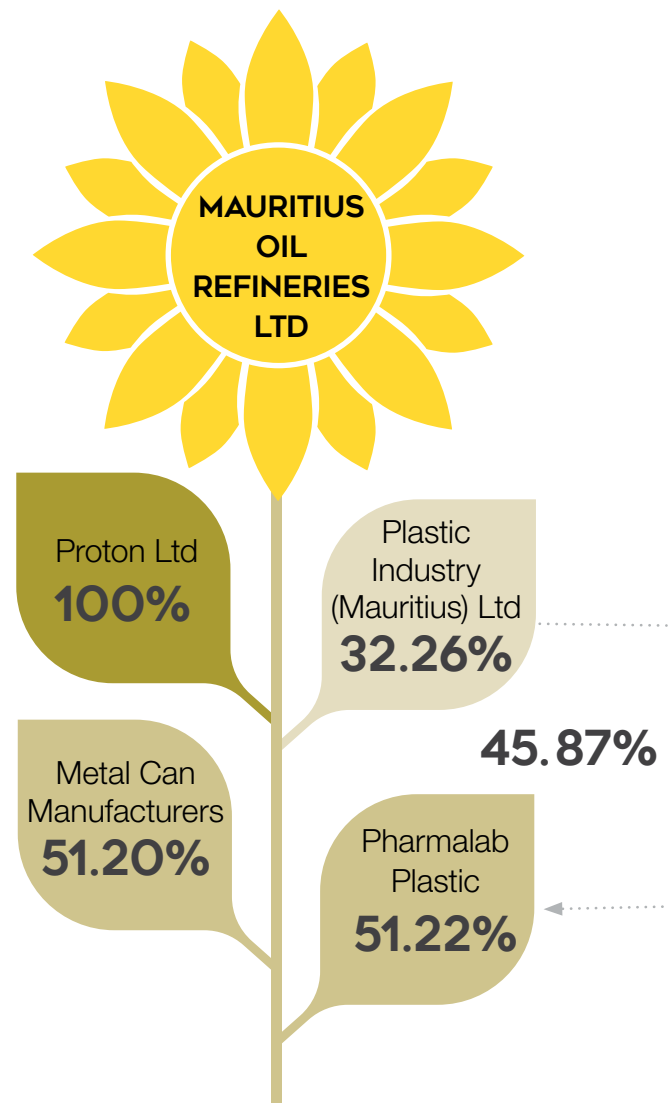 MAURITIUS
OIL
REFINERIES
LTD
Proton Ltd
100%
Plastic
Industry
(Mauritius) Ltd
32.26%
45.87%
Metal Can
Manufacturers
51.20%
Pharmalab
Plastic
51.22%